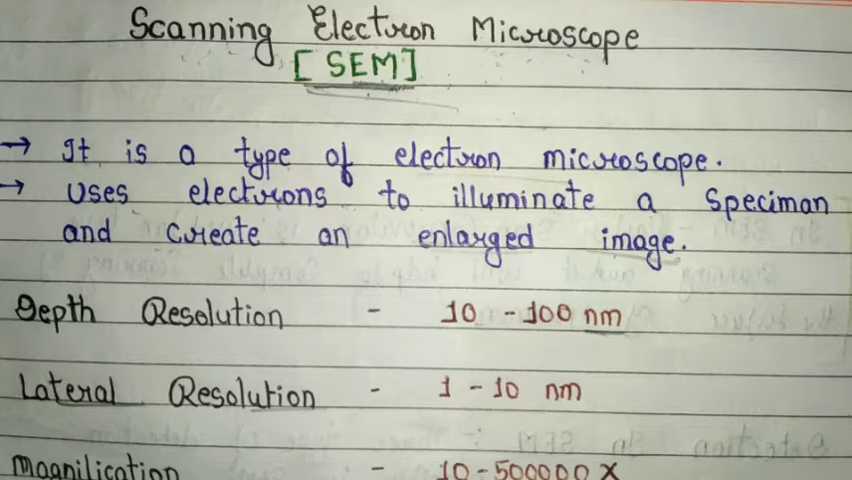 Scanning Electron Microscope
[SEM]
→ It is a type of electron microscope.
→ Uses electrons to illuminate a speciman
and create an enlarged image.
Depth Resolution - 10 - 100 nm
Lateral Resolution - 1 - 10 nm
Magnification - 10 - 500000 X